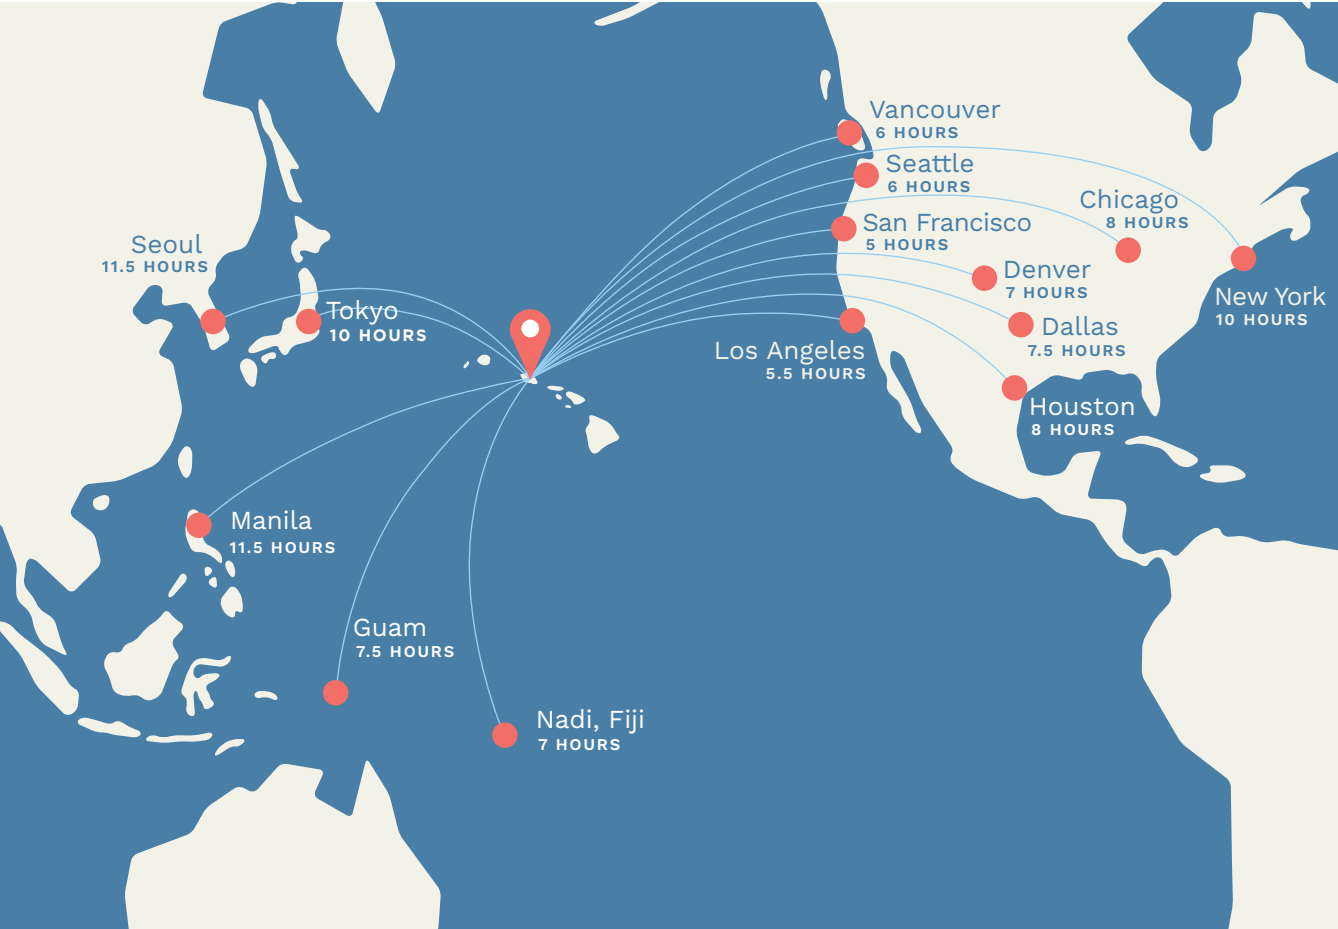 Vancouver
6 HOURS
Seattle
6 HOURS
Chicago
8 HOURS
San Francisco
5 HOURS
Seoul
11.5 HOURS
Denver
7 HOURS
New York
10 HOURS
Tokyo
10 HOURS
Dallas
7.5 HOURS
Los Angeles
5.5 HOURS
Houston
8 HOURS
Manila
11.5 HOURS
Guam
7.5 HOURS
Nadi, Fiji
7 HOURS